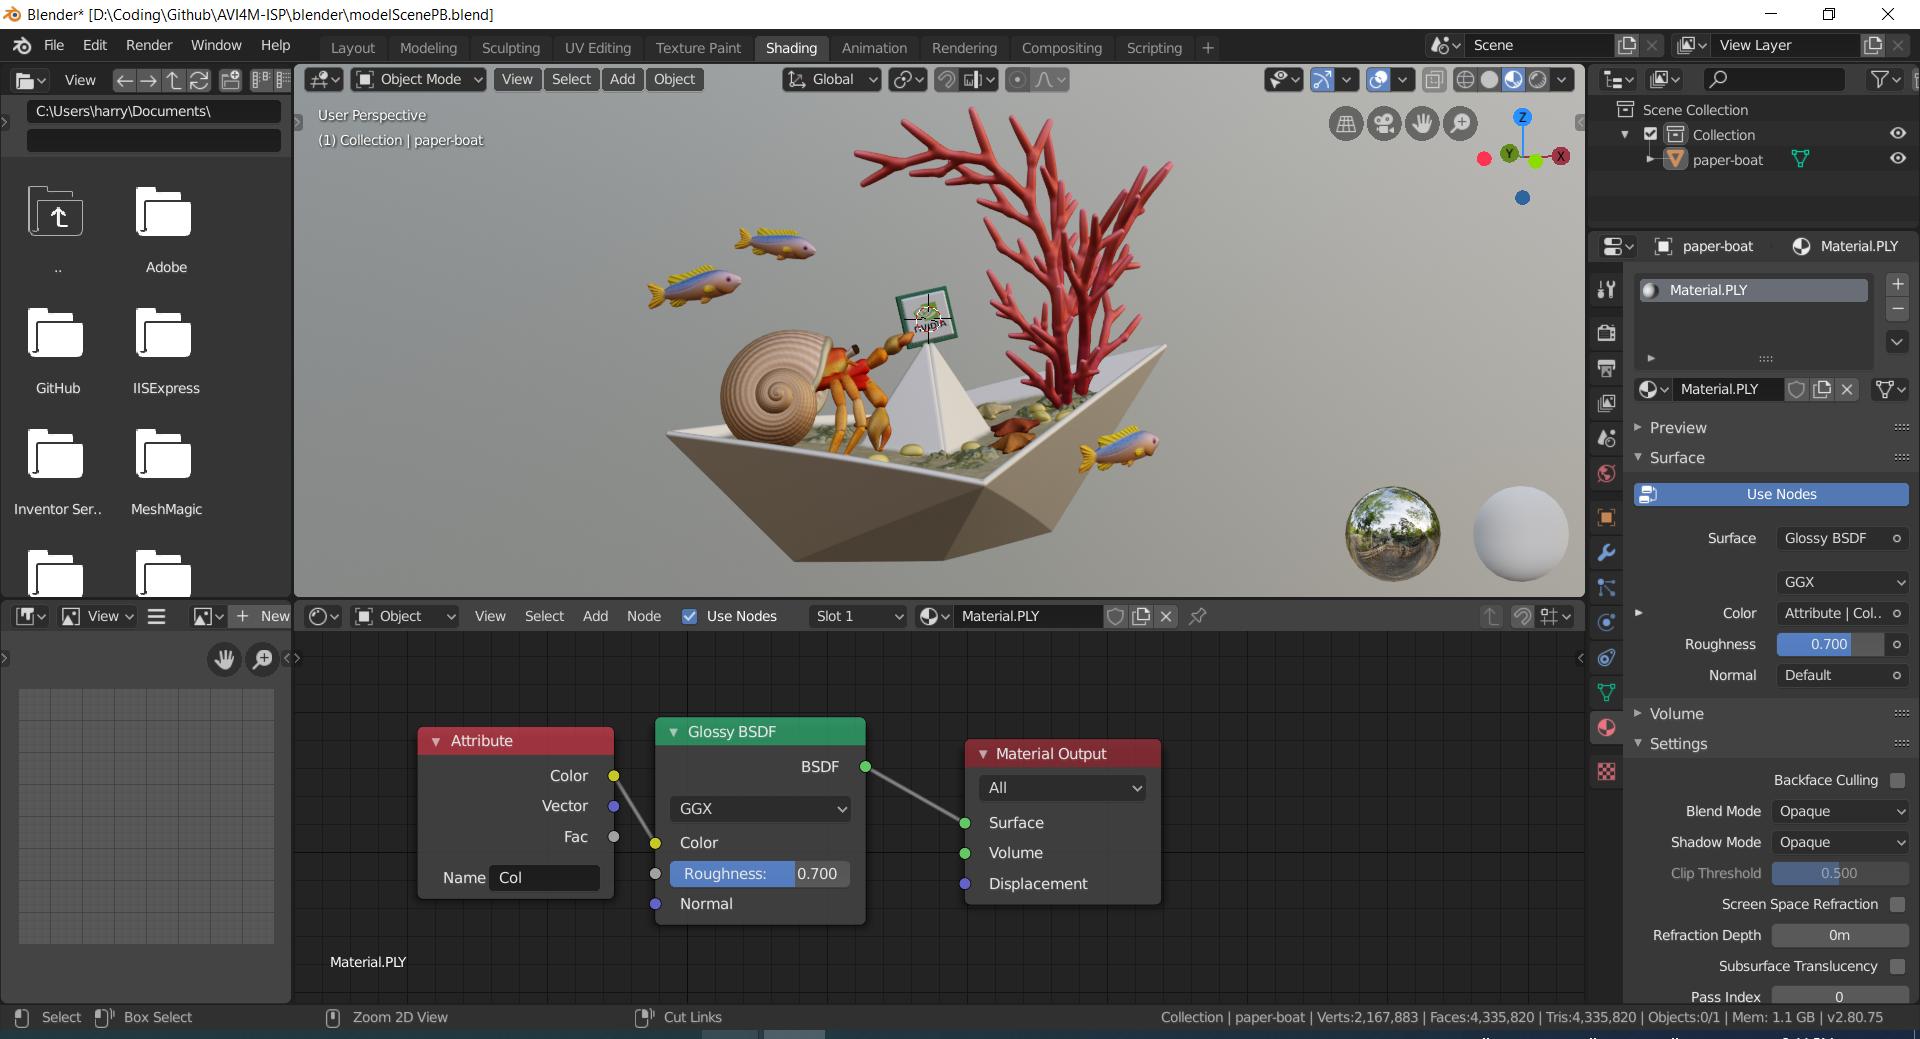 Blender* [D:\Coding\Github\AVI4M-ISP\blender\modelScenePB.blend]
File Edit Render Window Help
Layout Modeling Sculpting UV Editing Texture Paint Shading Animation Rendering Compositing Scripting +
Scene
View Layer
View
Object Mode View Select Add Object
Global
C:\Users\harry\Documents\
User Perspective
(1) Collection | paper-boat
Z
Y
X
Scene Collection
Collection
paper-boat
..
Adobe
GitHub
IISExpress
Inventor Ser..
MeshMagic
paper-boat Material.PLY
Material.PLY
Material.PLY
Preview
Surface
Use Nodes
Surface Glossy BSDF
GGX
Color Attribute | Col..
Roughness 0.700
Normal Default
Volume
Settings
Backface Culling
Blend Mode Opaque
Shadow Mode Opaque
Clip Threshold 0.500
Screen Space Refraction
Refraction Depth 0m
Subsurface Translucency
Pass Index 0
View
New
Object View Select Add Node Use Nodes Slot 1 Material.PLY
Attribute
Color
Vector
Fac
Name Col
Glossy BSDF
BSDF
GGX
Color
Roughness: 0.700
Normal
Material Output
All
Surface
Volume
Displacement
Material.PLY
Select Box Select Zoom 2D View Cut Links
Collection | paper-boat | Verts:2,167,883 | Faces:4,335,820 | Tris:4,335,820 | Objects:0/1 | Mem: 1.1 GB | v2.80.75